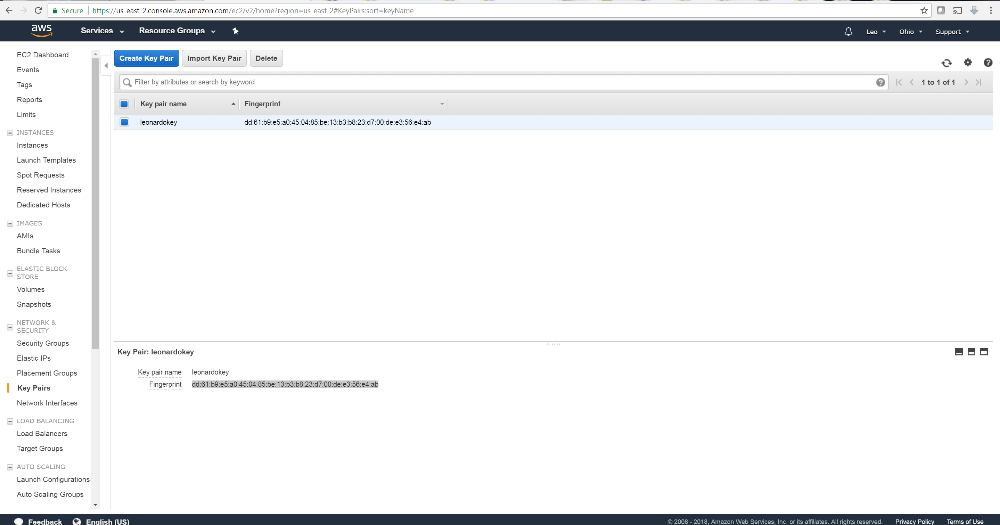 Secure https://us-east-2.console.aws.amazon.com/ec2/v2/home?region=us-east-2#KeyPairs:sort=keyName
aws Services Resource Groups Leo Ohio Support
EC2 Dashboard
Events
Tags
Reports
Limits
INSTANCES
Instances
Launch Templates
Spot Requests
Reserved Instances
Dedicated Hosts
IMAGES
AMIs
Bundle Tasks
ELASTIC BLOCK
STORE
Volumes
Snapshots
NETWORK &
SECURITY
Security Groups
Elastic IPs
Placement Groups
Key Pairs
Network Interfaces
LOAD BALANCING
Load Balancers
Target Groups
AUTO SCALING
Launch Configurations
Auto Scaling Groups
Create Key Pair Import Key Pair Delete
Filter by attributes or search by keyword 1 to 1 of 1
Key pair name Fingerprint
leonardokey dd:61:b9:e5:a0:45:04:85:be:13:b3:b8:23:d7:00:de:e3:56:e4:ab
Key Pair: leonardokey
Key pair name leonardokey
Fingerprint dd:61:b9:e5:a0:45:04:85:be:13:b3:b8:23:d7:00:de:e3:56:e4:ab
Feedback English (US) © 2008 - 2018, Amazon Web Services, Inc. or its affiliates. All rights reserved. Privacy Policy Terms of Use